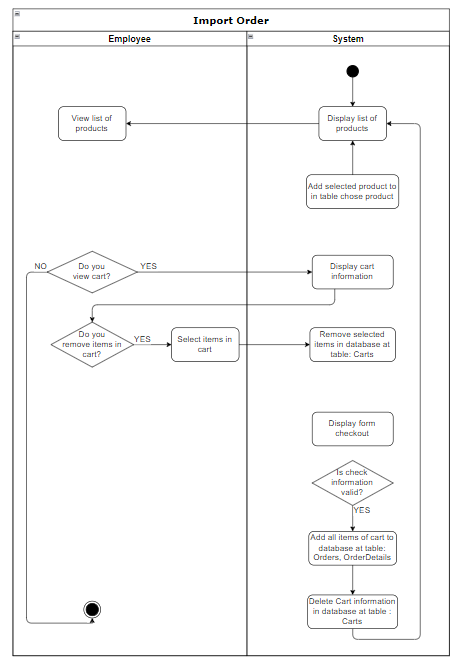 Import Order
Employee
System
View list of
products
Display list of
products
Add selected product to
in table chose product
NO
Do you
view cart?
YES
Display cart
information
Do you
remove items in
cart?
YES
Select items in
cart
Remove selected
items in database at
table: Carts
Display form
checkout
Is check
information
valid?
YES
Add all items of cart to
database at table:
Orders, OrderDetails
Delete Cart information
in database at table :
Carts